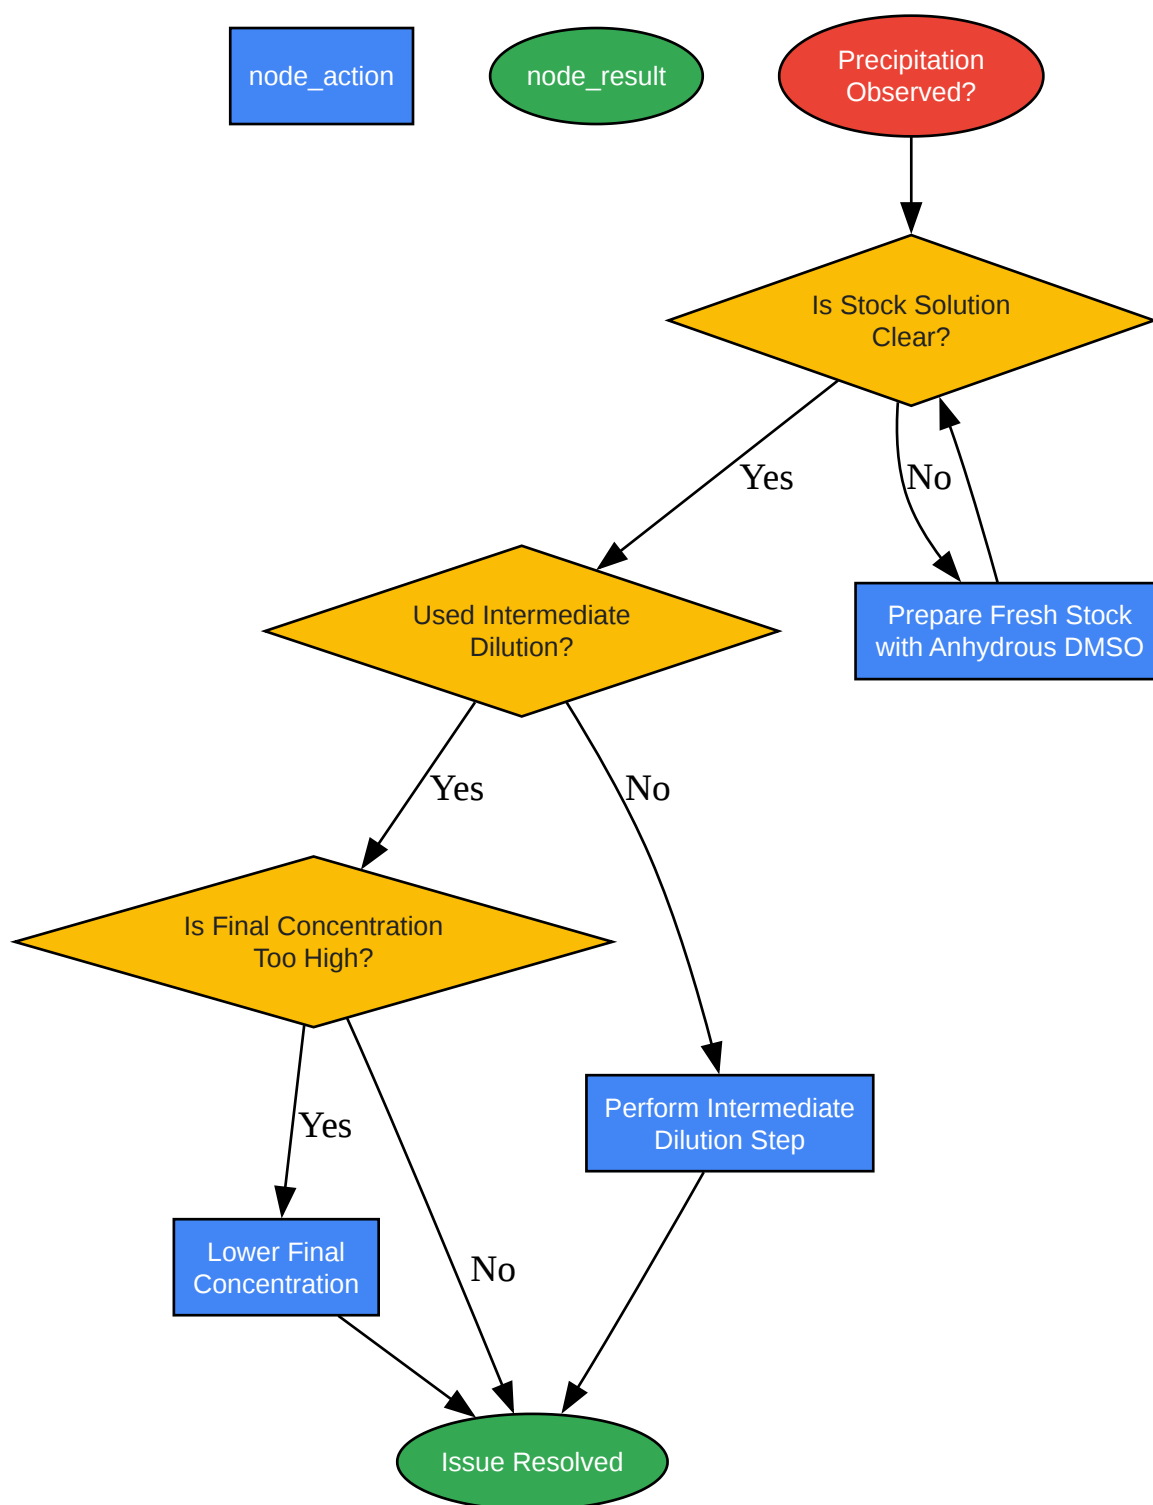 node_action
node_result
Precipitation
Observed?
Is Stock Solution
Clear?
Yes
No
Used Intermediate
Dilution?
Prepare Fresh Stock
with Anhydrous DMSO
Yes
No
Is Final Concentration
Too High?
Perform Intermediate
Dilution Step
Yes
Lower Final
Concentration
No
Issue Resolved